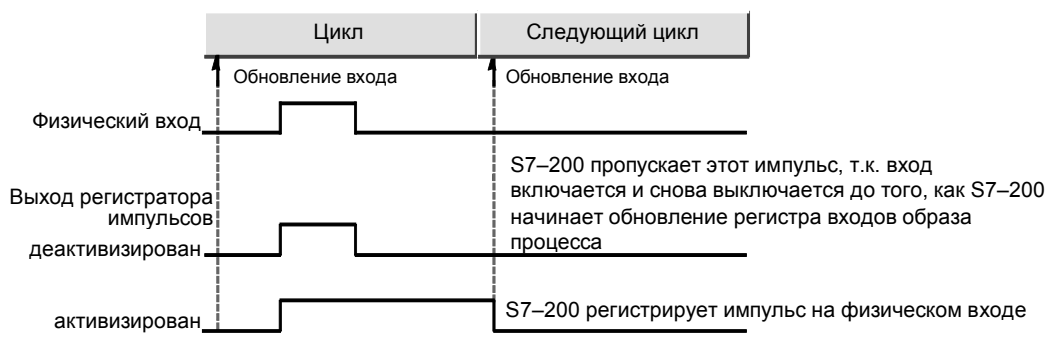 Цикл
Следующий цикл
Обновление входа
Обновление входа
Физический вход
S7–200 пропускает этот импульс, т.к. вход
включается и снова выключается до того, как S7–200
начинает обновление регистра входов образа
процесса
Выход регистратора
импульсов
деактивизирован
S7–200 регистрирует импульс на физическом входе
активизирован